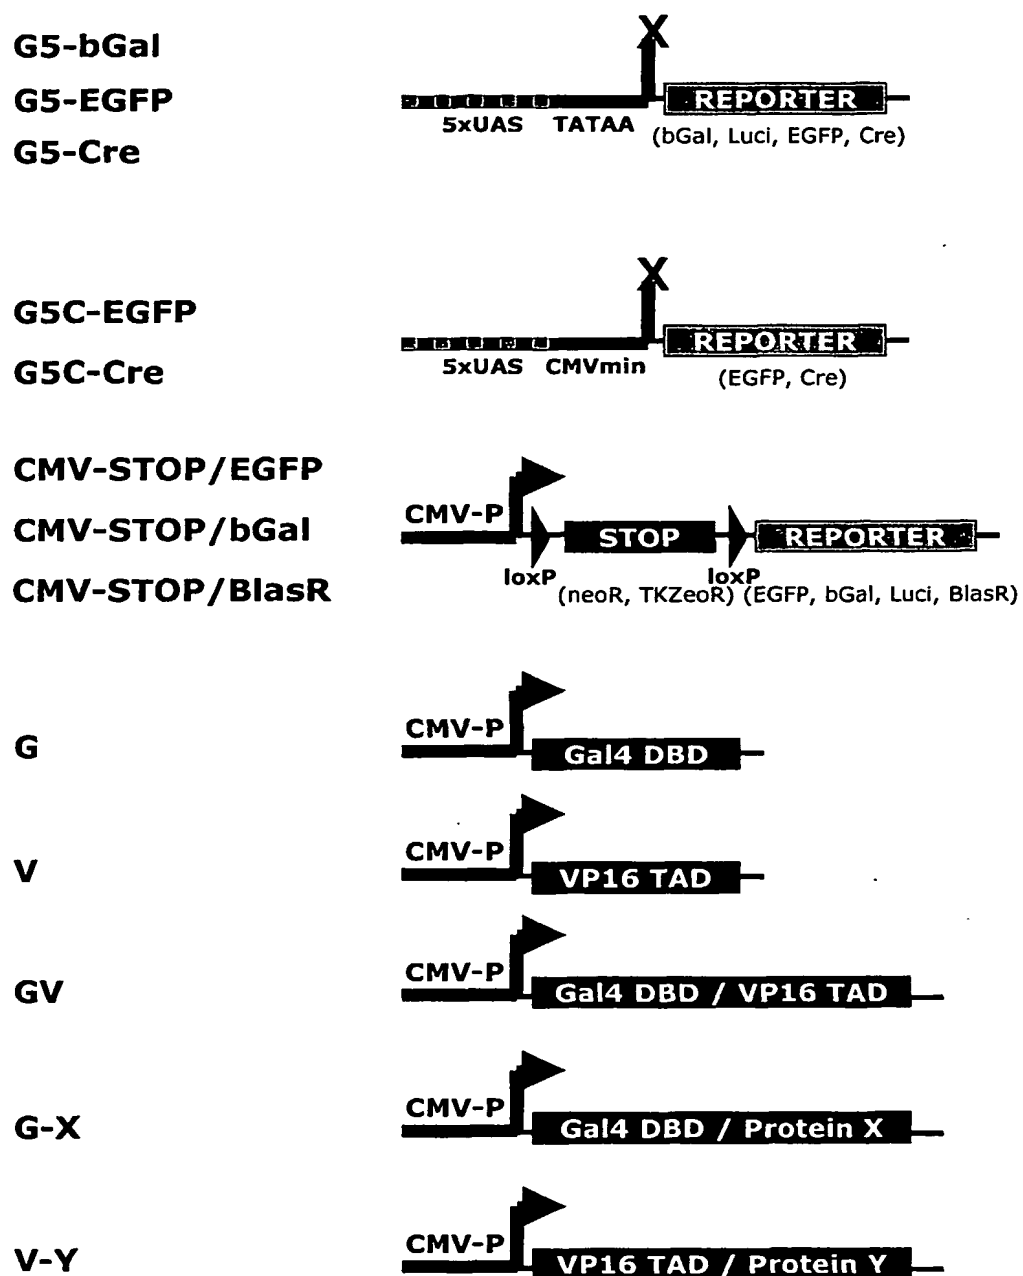 G5-bGal
G5-EGFP
G5-Cre
X
REPORTER
5xUAS TATAA
(bGal, Luci, EGFP, Cre)
G5C-EGFP
G5C-Cre
X
REPORTER
5xUAS CMVmin
(EGFP, Cre)
CMV-STOP/EGFP
CMV-STOP/bGal
CMV-STOP/BlasR
CMV-P
STOP
REPORTER
loxP
loxP
(neoR, TKZeoR) (EGFP, bGal, Luci, BlasR)
G
CMV-P
Gal4 DBD
V
CMV-P
VP16 TAD
GV
CMV-P
Gal4 DBD / VP16 TAD
G-X
CMV-P
Gal4 DBD / Protein X
V-Y
CMV-P
VP16 TAD / Protein Y